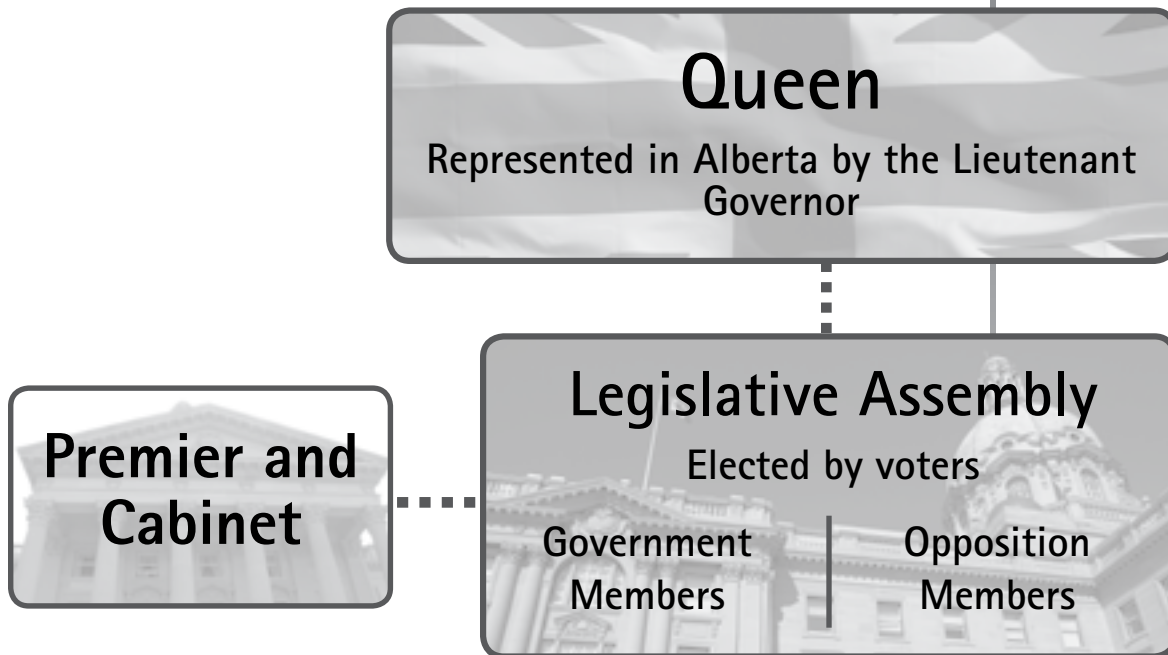 Queen
Represented in Alberta by the Lieutenant
Governor
Legislative Assembly
Elected by voters
Government
Members
Opposition
Members
Premier and
Cabinet